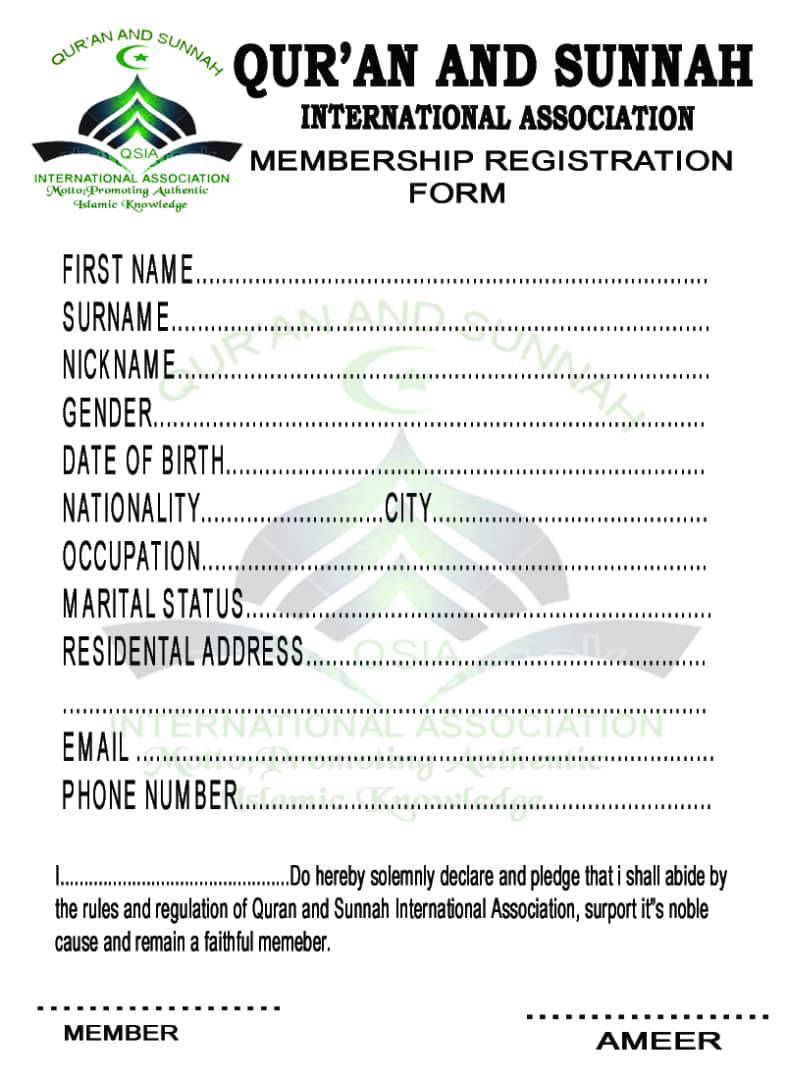 QUR'AN AND SUNNAH
QSIA
INTERNATIONAL ASSOCIATION
Motto;Promoting Authentic
Islamic Knowledge
QUR'AN AND SUNNAH
INTERNATIONAL ASSOCIATION
MEMBERSHIP REGISTRATION
FORM
FIRST NAME..............................................................................
SURNAME..................................................................................
NICKNAME.................................................................................
GENDER....................................................................................
DATE OF BIRTH.........................................................................
NATIONALITY............................CITY..........................................
OCCUPATION.............................................................................
MARITAL STATUS.......................................................................
RESIDENTAL ADDRESS.............................................................
..................................................................................................
EMAIL ........................................................................................
PHONE NUMBER........................................................................
QUR'AN AND SUNNAH
QSIA
INTERNATIONAL ASSOCIATION
Motto;Promoting Authentic
Islamic Knowledge
I................................................Do hereby solemnly declare and pledge that i shall abide by
the rules and regulation of Quran and Sunnah International Association, surport it"s noble
cause and remain a faithful memeber.
MEMBER
AMEER